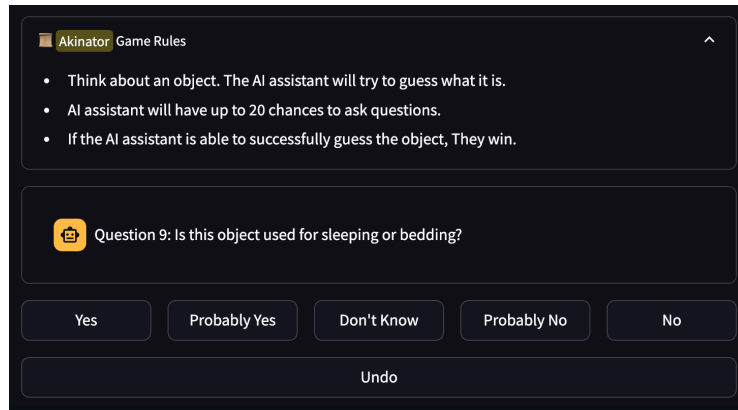 Akinator Game Rules
Think about an object. The AI assistant will try to guess what it is.
AI assistant will have up to 20 chances to ask questions.
If the AI assistant is able to successfully guess the object, They win.
Question 9: Is this object used for sleeping or bedding?
Yes Probably Yes Don't Know Probably No No
Undo